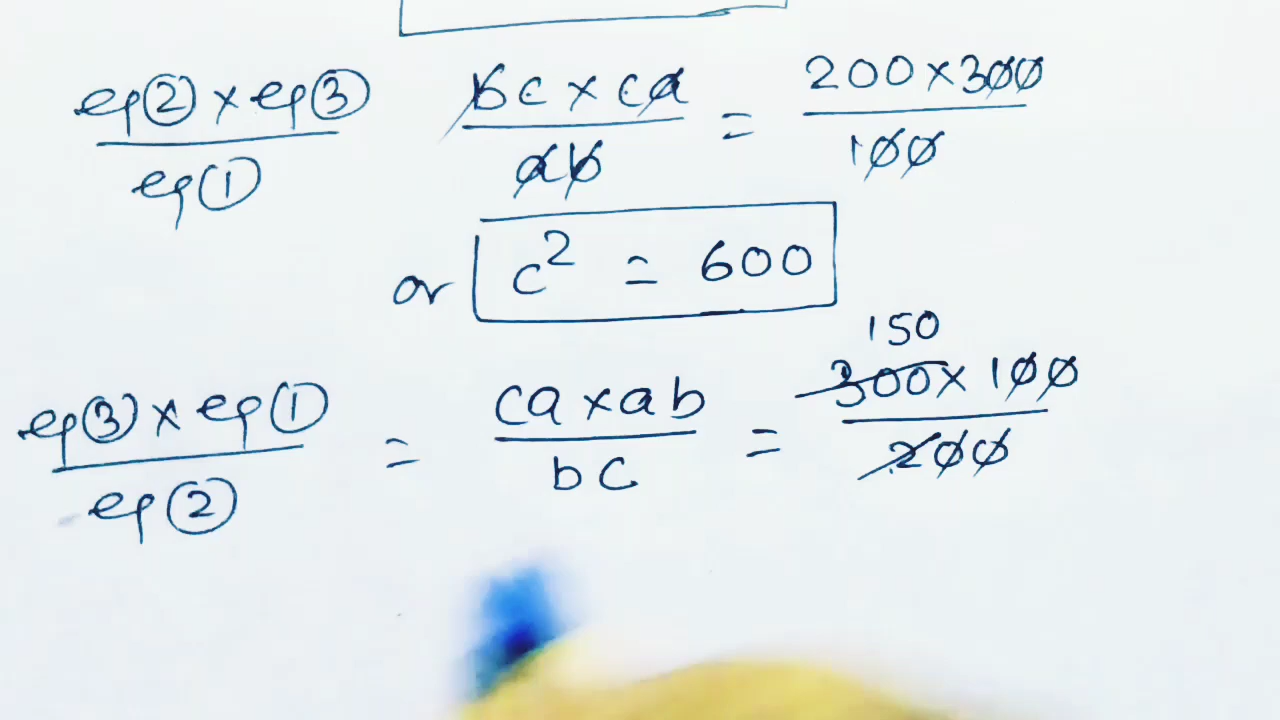 eq② × eq③ / eq① bc × ca / ab = 200 × 300 / 100
or c² = 600
eq③ × eq① / eq② = ca × ab / bc = 300 × 100 / 200
150